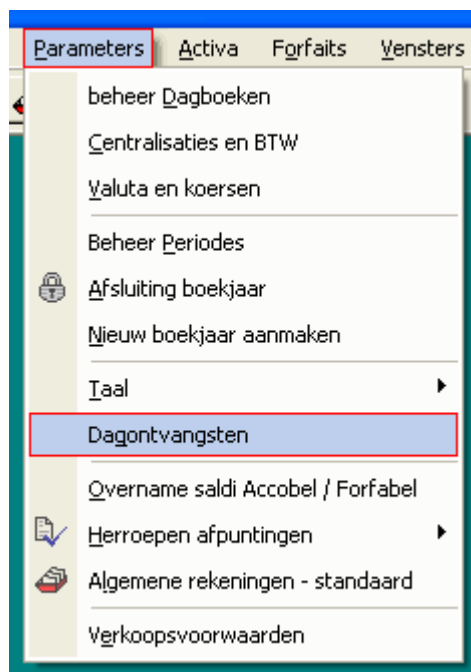 Parameters Activa Forfaits Vensters
beheer Dagboeken
Centralisaties en BTW
Valuta en koersen
Beheer Periodes
Afsluiting boekjaar
Nieuw boekjaar aanmaken
Taal
Dagontvangsten
Overname saldi Accobel / Forfabel
Herroepen afpuntingen
Algemene rekeningen - standaard
Verkoopsvoorwaarden